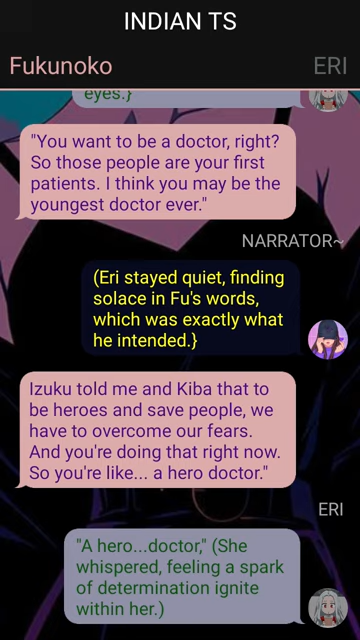 INDIAN TS
Fukunoko
ERI
eyes.}
"You want to be a doctor, right?
So those people are your first
patients. I think you may be the
youngest doctor ever."
NARRATOR~
(Eri stayed quiet, finding
solace in Fu's words,
which was exactly what
he intended.}
Izuku told me and Kiba that to
be heroes and save people, we
have to overcome our fears.
And you're doing that right now.
So you're like... a hero doctor."
ERI
"A hero...doctor," (She
whispered, feeling a spark
of determination ignite
within her.)